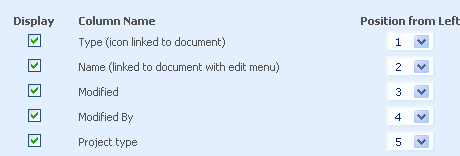 Display Column Name Position from Left
Type (icon linked to document) 1
Name (linked to document with edit menu) 2
Modified 3
Modified By 4
Project type 5